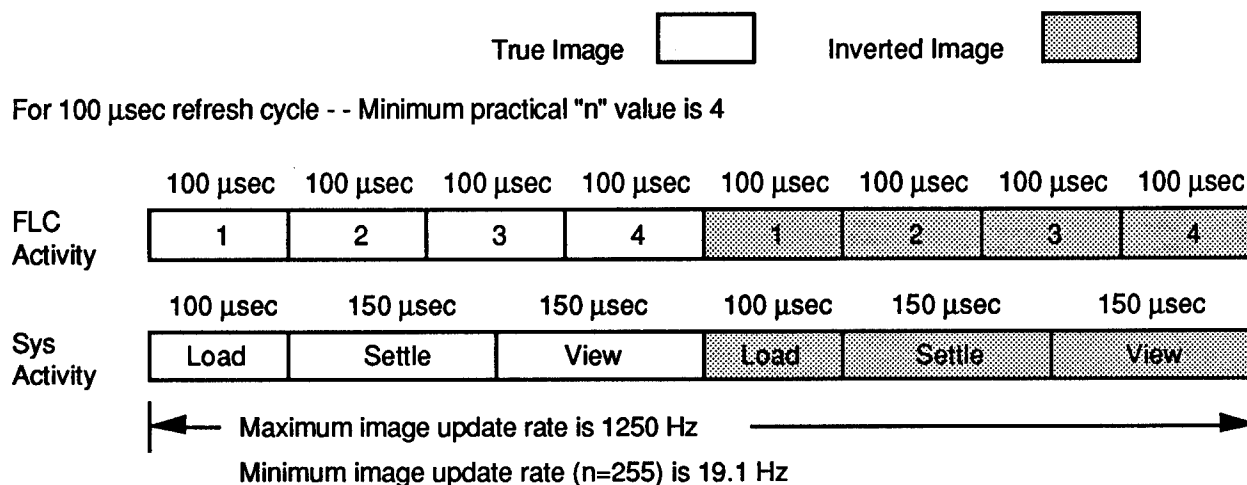 True Image Inverted Image
For 100 µsec refresh cycle - - Minimum practical "n" value is 4
100 µsec 100 µsec 100 µsec 100 µsec 100 µsec 100 µsec 100 µsec 100 µsec
FLC
Activity
1 2 3 4 1 2 3 4
100 µsec 150 µsec 150 µsec 100 µsec 150 µsec 150 µsec
Sys
Activity
Load Settle View Load Settle View
Maximum image update rate is 1250 Hz
Minimum image update rate (n=255) is 19.1 Hz